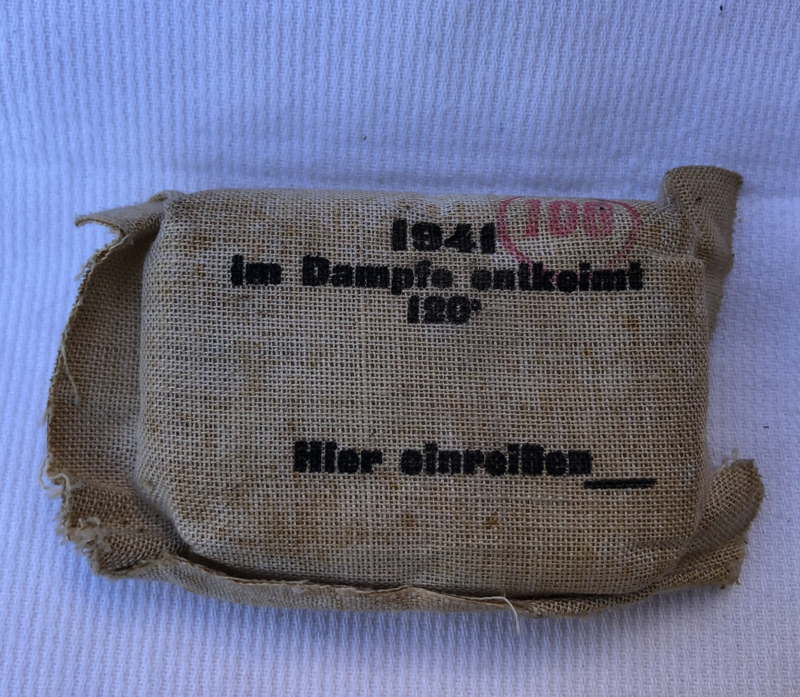 100
1941
im Dampfe entkeimt
120°
Hier einreißen